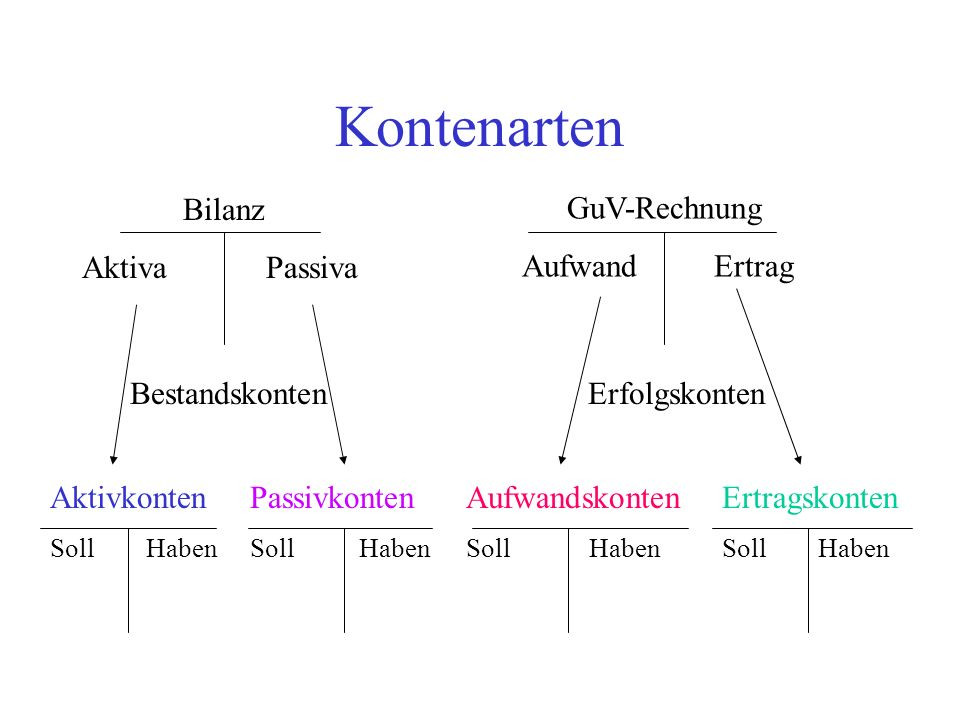 Kontenarten
Bilanz GuV-Rechnung
Aktiva Passiva Aufwand Ertrag
Bestandskonten Erfolgskonten
Aktivkonten Passivkonten Aufwandskonten Ertragskonten
Soll Haben Soll Haben Soll Haben Soll Haben